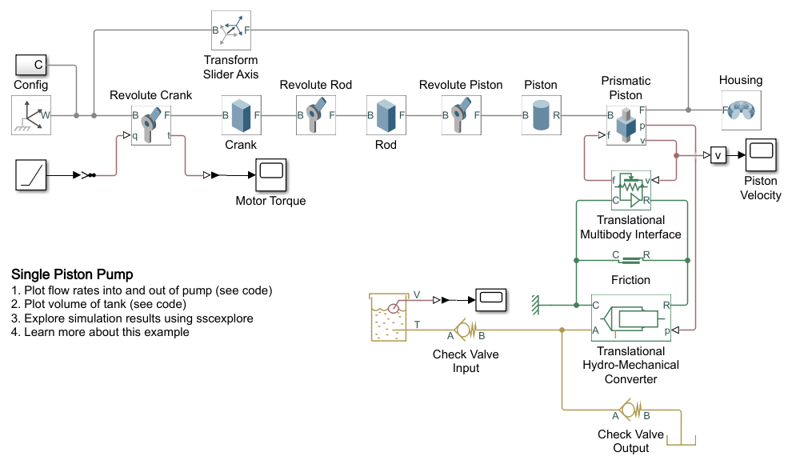 B F
Transform
Slider Axis
C
Config
W
Revolute Crank
B F
q t
B F
Crank
Revolute Rod
B F
B F
Rod
Revolute Piston
B F
Piston
B R
Prismatic
Piston
B F
p
f v
Housing
F
v
Piston
Velocity
Motor Torque
f v
C R
Translational
Multibody Interface
C R
Friction
Single Piston Pump
1. Plot flow rates into and out of pump (see code)
2. Plot volume of tank (see code)
3. Explore simulation results using sscexplore
4. Learn more about this example
V
T
A B
Check Valve
Input
C R
A p
Translational
Hydro-Mechanical
Converter
A B
Check Valve
Output